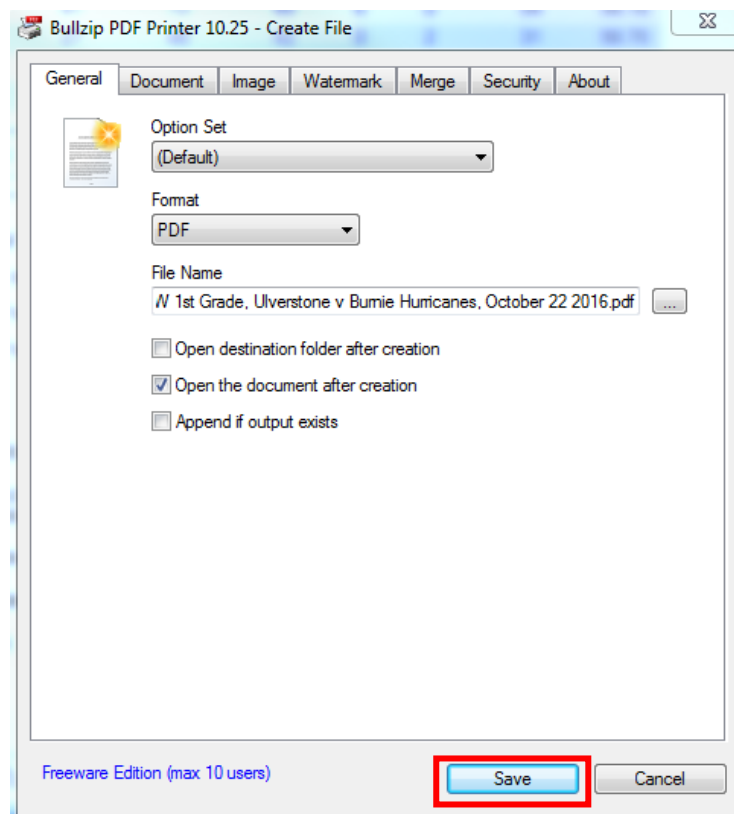 Bullzip PDF Printer 10.25 - Create File
General Document Image Watermark Merge Security About
Option Set
(Default)
Format
PDF
File Name
1st Grade, Ulverstone v Burnie Hurricanes, October 22 2016.pdf ...
Open destination folder after creation
Open the document after creation
Append if output exists
Freeware Edition (max 10 users)
Save Cancel